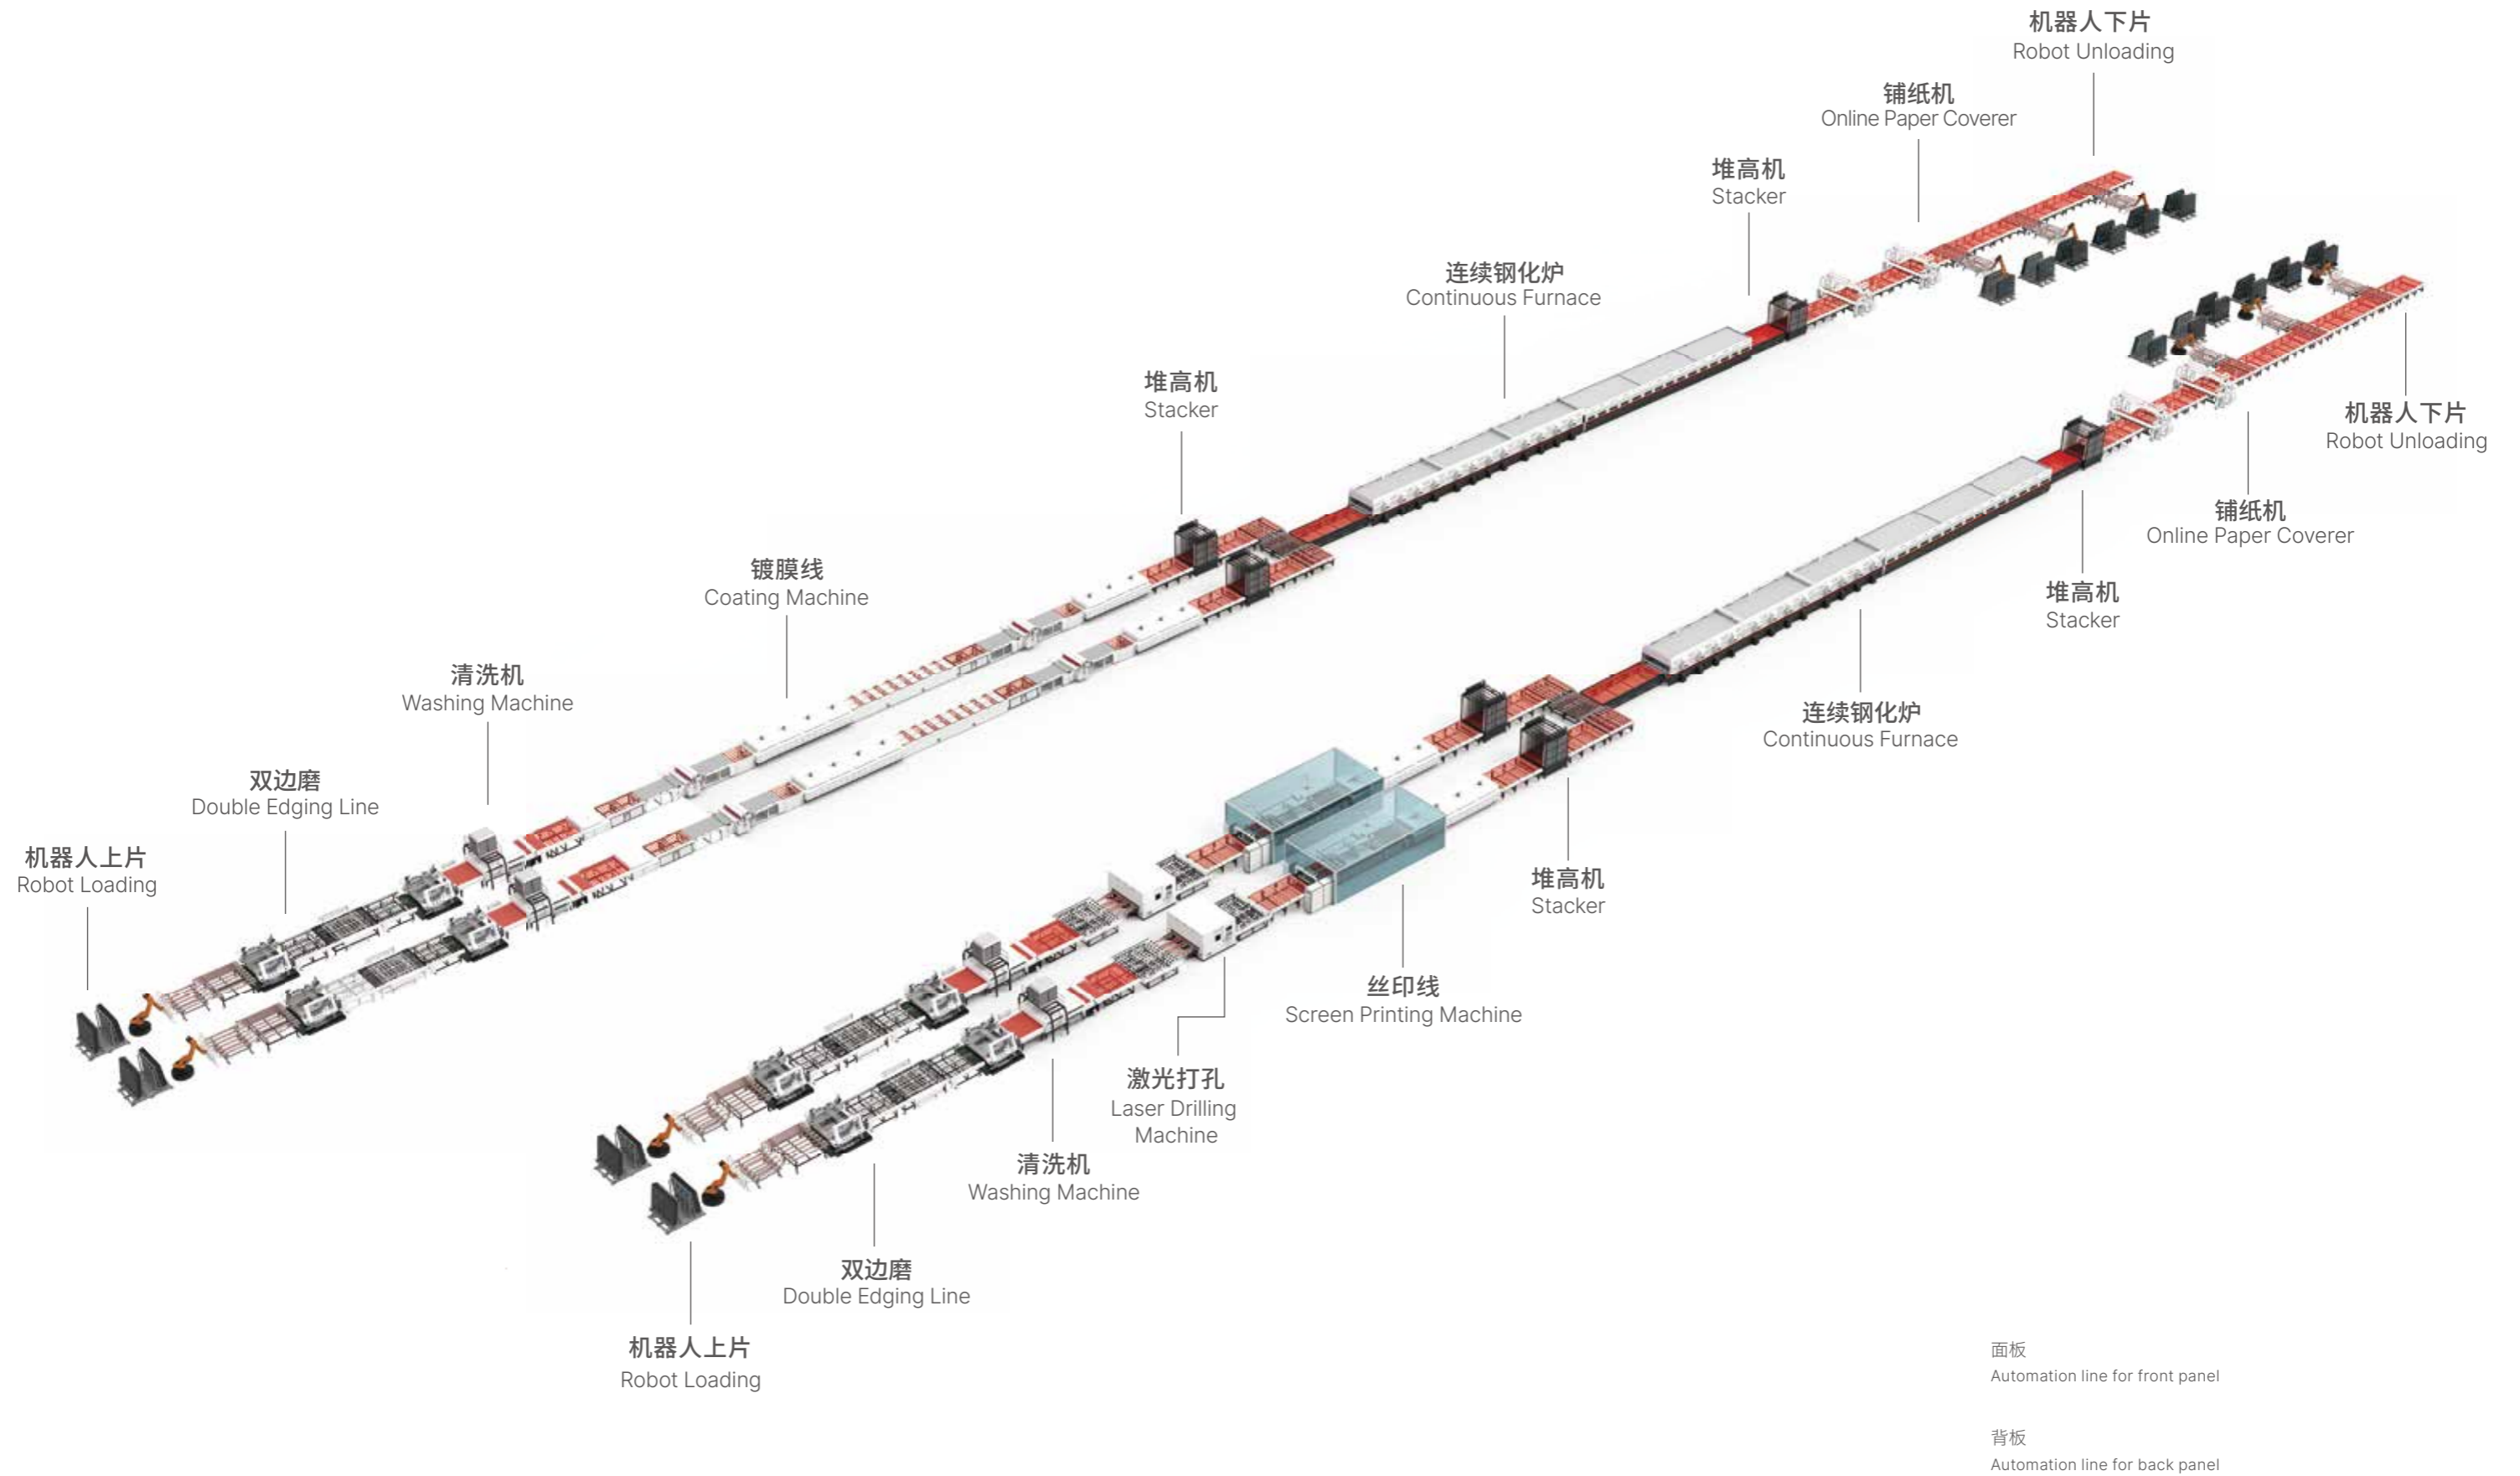 机器人下片
Robot Unloading
铺纸机
Online Paper Coverer
堆高机
Stacker
连续钢化炉
Continuous Furnace
堆高机
Stacker
镀膜线
Coating Machine
清洗机
Washing Machine
双边磨
Double Edging Line
机器人上片
Robot Loading
机器人下片
Robot Unloading
铺纸机
Online Paper Coverer
堆高机
Stacker
连续钢化炉
Continuous Furnace
堆高机
Stacker
丝印线
Screen Printing Machine
激光打孔
Laser Drilling
Machine
清洗机
Washing Machine
双边磨
Double Edging Line
机器人上片
Robot Loading
面板
Automation line for front panel
背板
Automation line for back panel